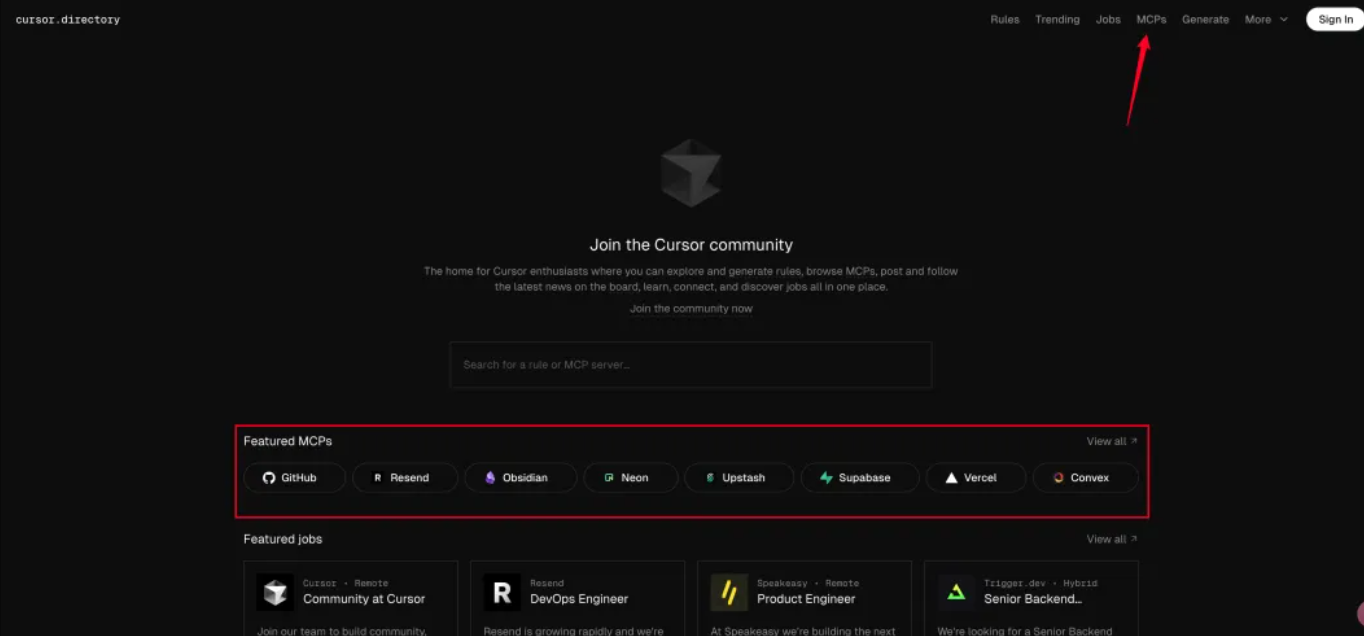 cursor.directory
Rules Trending Jobs MCPs Generate More Sign In
Join the Cursor community
The home for Cursor enthusiasts where you can explore and generate rules, browse MCPs, post and follow
the latest news on the board, learn, connect, and discover jobs all in one place.
Join the community now
Search for a rule or MCP server...
Featured MCPs View all
GitHub R Resend Obsidian Neon Upstash Supabase Vercel Convex
Featured jobs View all
Cursor • Remote
Community at Cursor
Join our team to build community,
R
Resend
DevOps Engineer
Resend is growing rapidly and we're
Speakeasy • Remote
Product Engineer
At Speakeasy we're building the next
Trigger.dev • Hybrid
Senior Backend...
We're looking for a Senior Backend